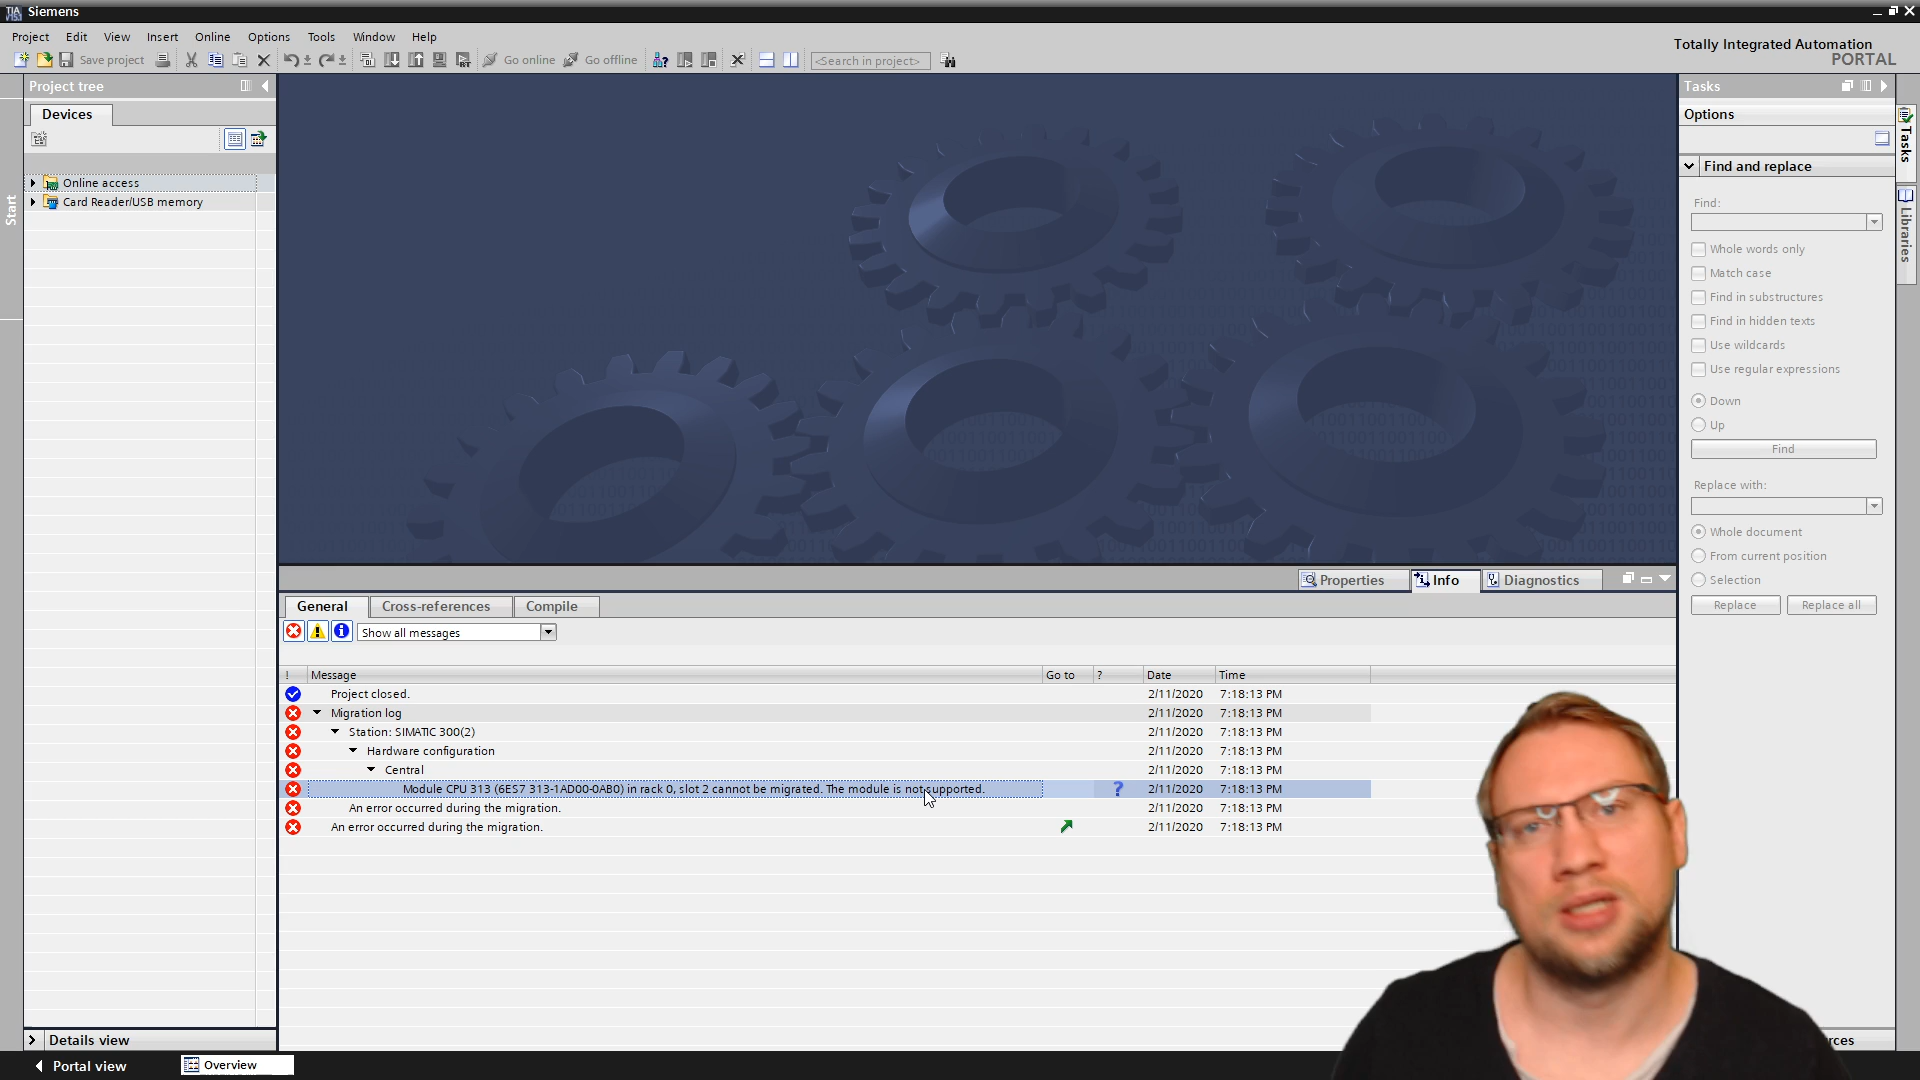 TIA
V15.1
Siemens
Project Edit View Insert Online Options Tools Window Help
Totally Integrated Automation
PORTAL
Save project
Go online
Go offline
<Search in project>
Project tree
Devices
Start
Online access
Card Reader/USB memory
Tasks
Options
Find and replace
Find:
Whole words only
Match case
Find in substructures
Find in hidden texts
Use wildcards
Use regular expressions
Down
Up
Find
Replace with:
Whole document
From current position
Selection
Replace
Replace all
Tasks
Libraries
Properties
Info
Diagnostics
General
Cross-references
Compile
Show all messages
! Message Go to ? Date Time
Project closed. 2/11/2020 7:18:13 PM
Migration log 2/11/2020 7:18:13 PM
Station: SIMATIC 300(2) 2/11/2020 7:18:13 PM
Hardware configuration 2/11/2020 7:18:13 PM
Central 2/11/2020 7:18:13 PM
Module CPU 313 (6ES7 313-1AD00-0AB0) in rack 0, slot 2 cannot be migrated. The module is not supported. ? 2/11/2020 7:18:13 PM
An error occurred during the migration. 2/11/2020 7:18:13 PM
An error occurred during the migration. 2/11/2020 7:18:13 PM
Details view
rces
Portal view
Overview